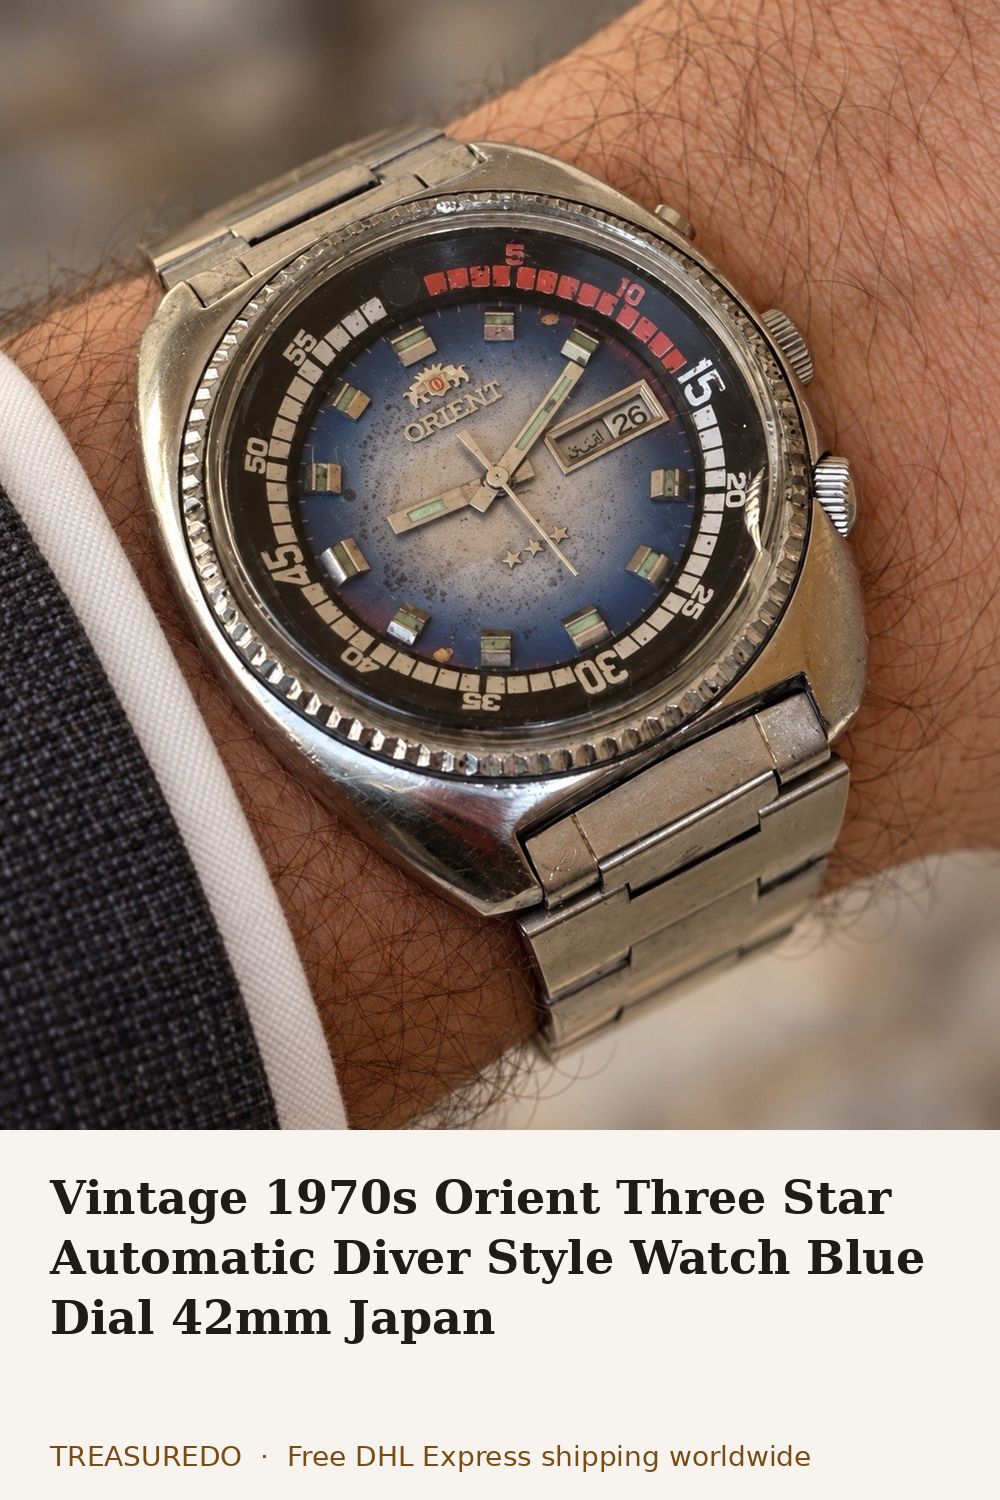 5
10
15
20
25
30
35
40
45
50
55
ORIENT
26
Vintage 1970s Orient Three Star
Automatic Diver Style Watch Blue
Dial 42mm Japan
TREASUREDO · Free DHL Express shipping worldwide